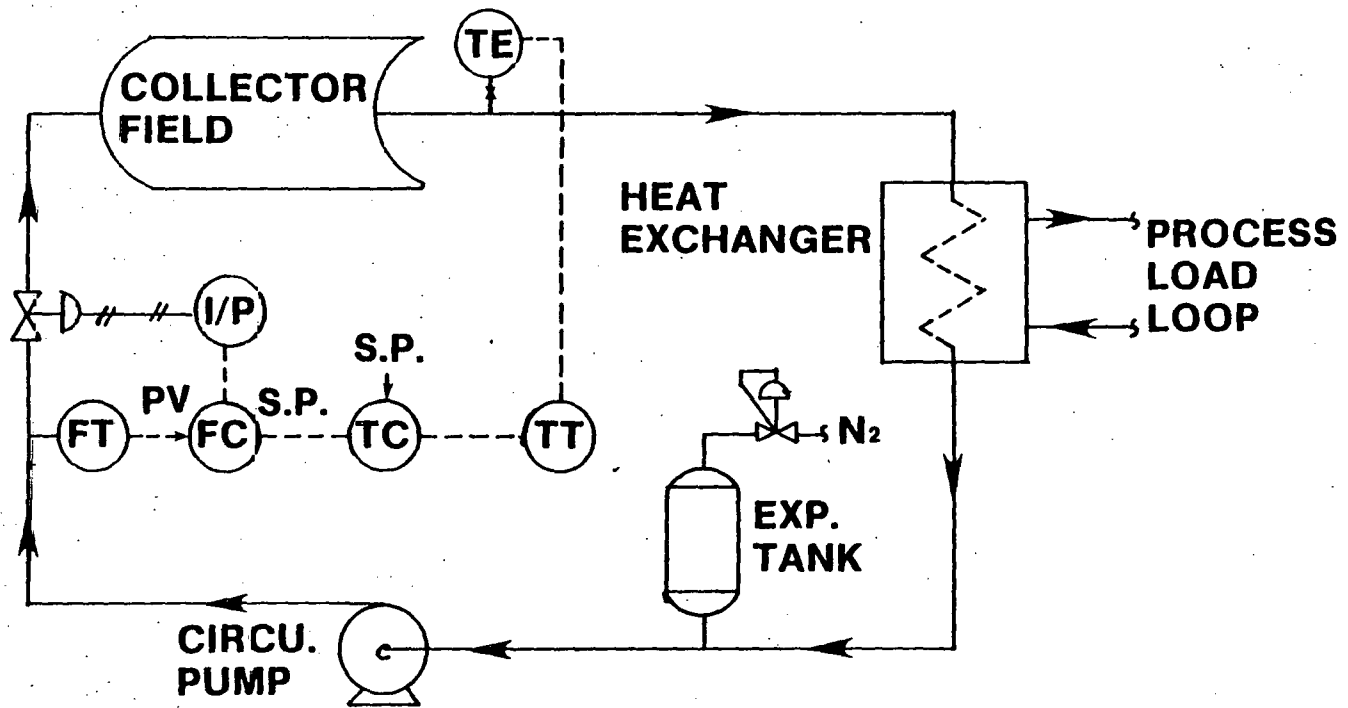 TE
COLLECTOR
FIELD
HEAT
EXCHANGER
PROCESS
LOAD
LOOP
I/P
S.P.
PV
S.P.
FT
FC
TC
TT
N2
EXP.
TANK
CIRCU.
PUMP
C